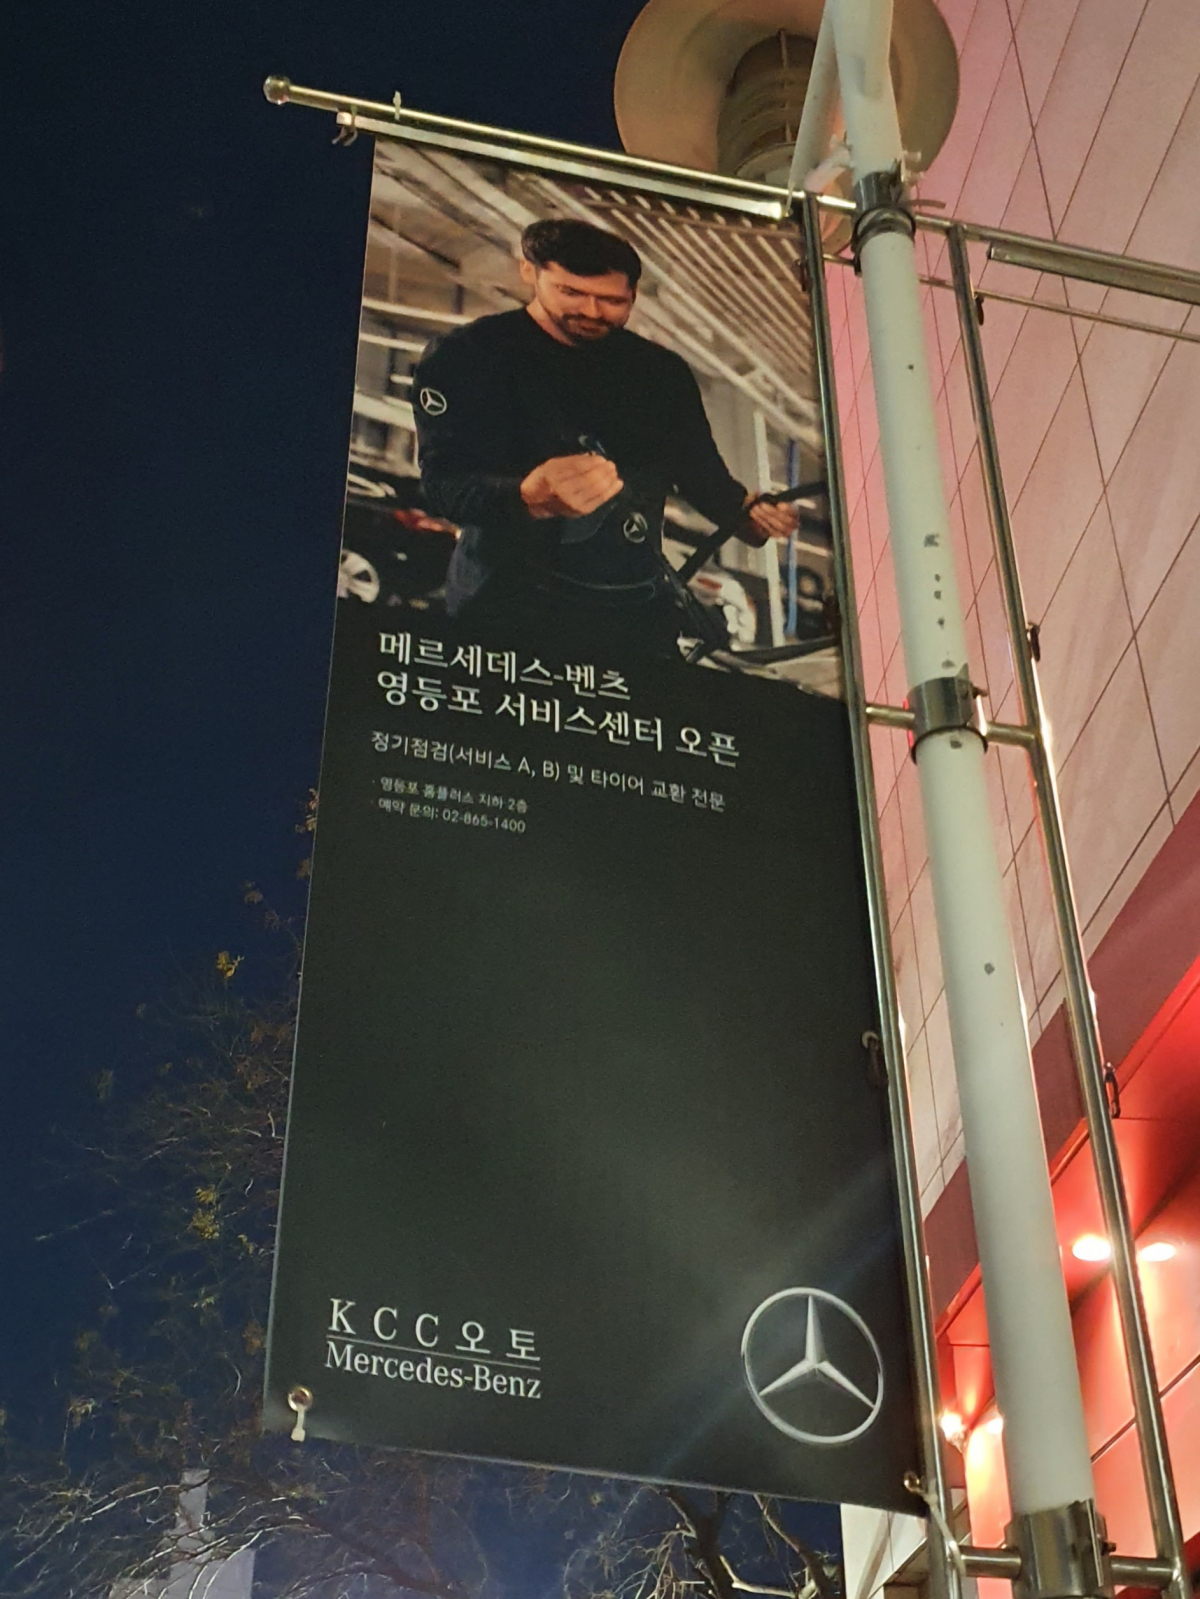 메르세데스-벤츠
영등포 서비스센터 오픈
정기점검(서비스 A, B) 및 타이어 교환 전문
· 영등포 홈플러스 지하 2층
· 예약 문의: 02-865-1400
KCC오토
Mercedes-Benz